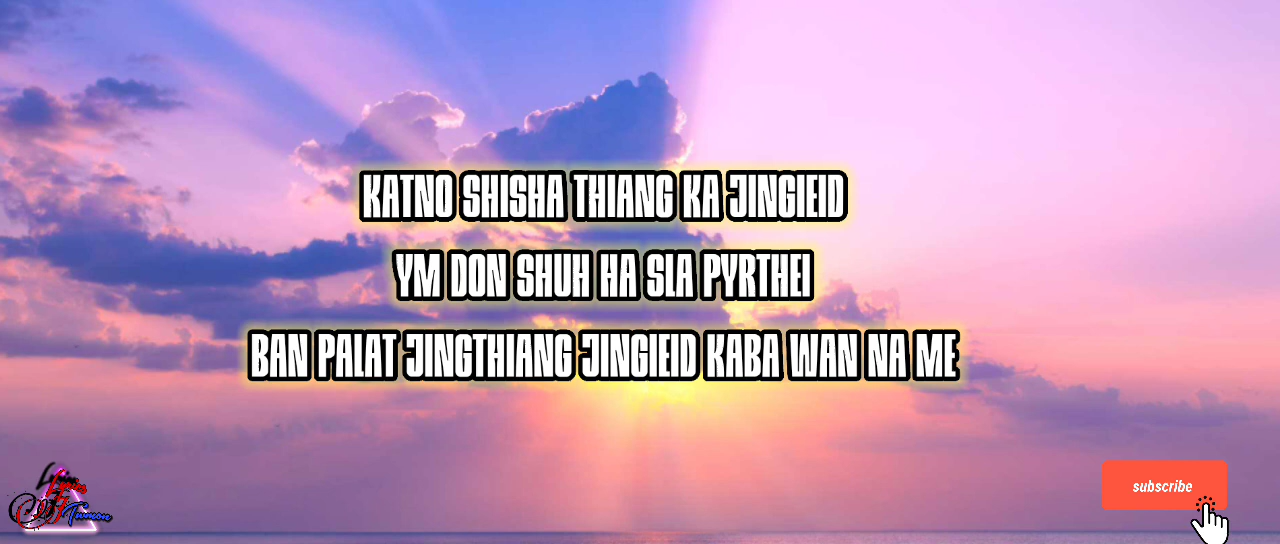 KATNO SHISHA THIANG KA JINGIEID
YM DON SHUH HA SLA PYRTHEI
BAN PALAT JINGTHIANG JINGIEID KABA WAN NA ME
subscribe